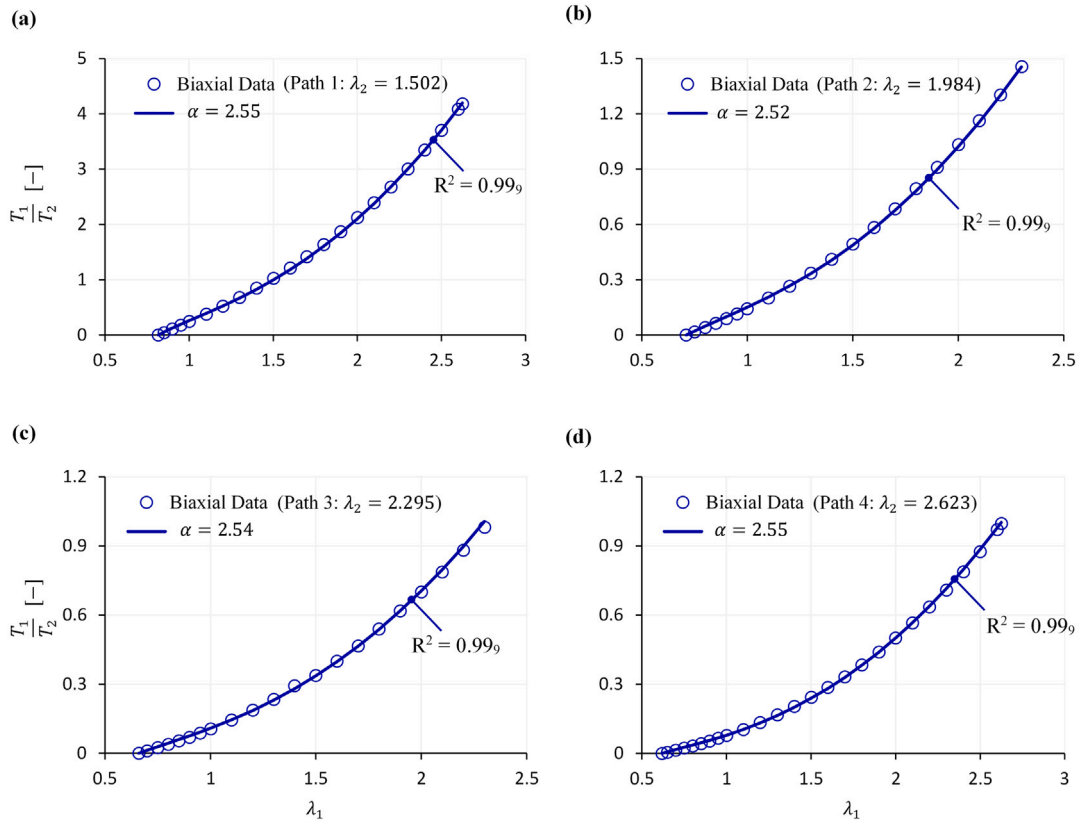 (a)
5
4
3
2
1
0
0.5
1
1.5
2
2.5
3
T₁/T₂ [−]
Biaxial Data (Path 1: λ₂ = 1.502)
α = 2.55
R² = 0.99₉
(b)
1.5
1.2
0.9
0.6
0.3
0
0.5
1
1.5
2
2.5
Biaxial Data (Path 2: λ₂ = 1.984)
α = 2.52
R² = 0.99₉
(c)
1.2
0.9
0.6
0.3
0
0.5
1
1.5
2
2.5
T₁/T₂ [−]
λ₁
Biaxial Data (Path 3: λ₂ = 2.295)
α = 2.54
R² = 0.99₉
(d)
1.2
0.9
0.6
0.3
0
0.5
1
1.5
2
2.5
3
λ₁
Biaxial Data (Path 4: λ₂ = 2.623)
α = 2.55
R² = 0.99₉